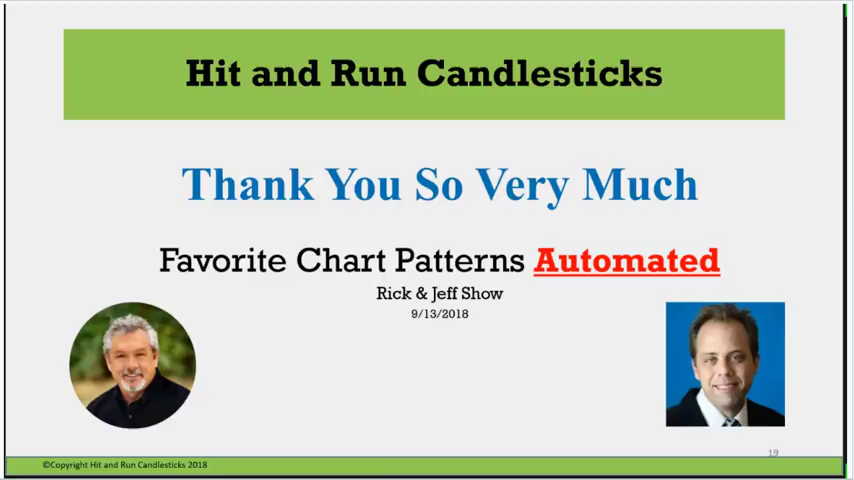 Hit and Run Candlesticks
Thank You So Very Much
Favorite Chart Patterns Automated
Rick & Jeff Show
9/13/2018
19
©Copyright Hit and Run Candlesticks 2018